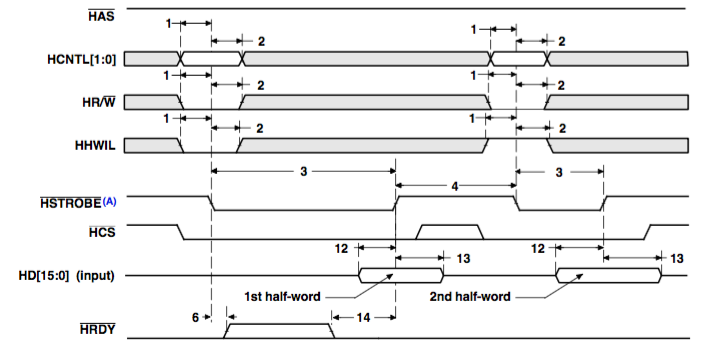 HAS
1 2 1 2
HCNTL[1:0]
1 2 1 2
HR/W
1 2 1 2
HHWIL
3 4 3
HSTROBE(A)
HCS
12 13 12 13
HD[15:0] (input)
1st half-word 2nd half-word
6 14
HRDY